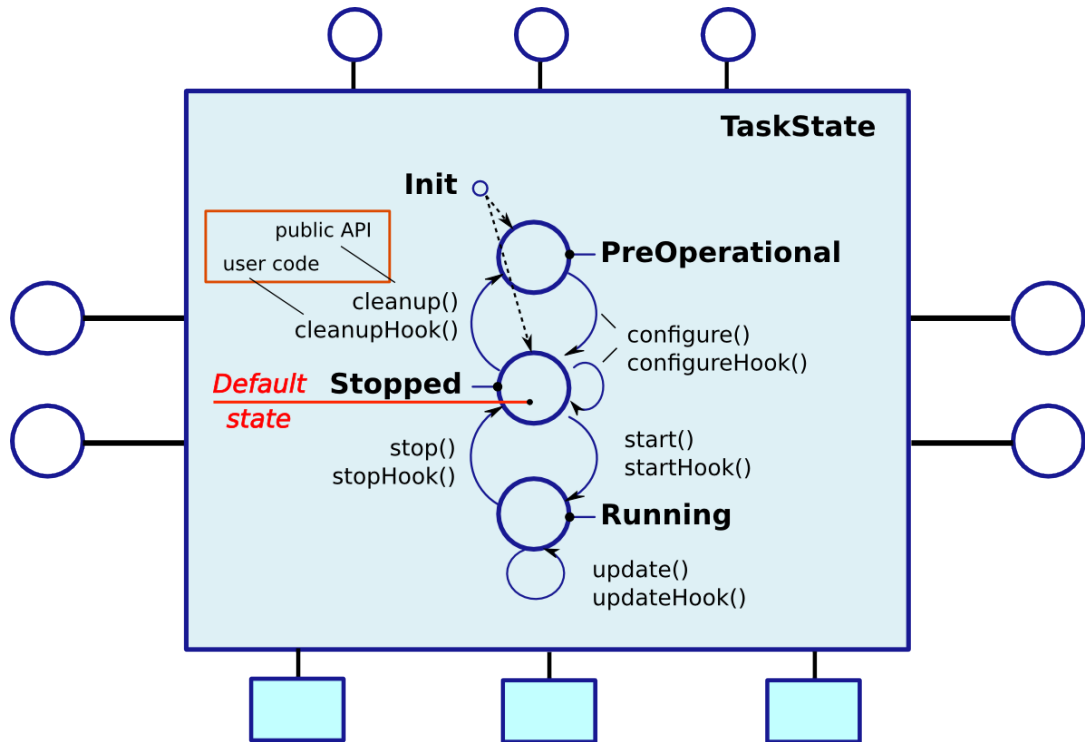 TaskState
Init
public API
user code
PreOperational
cleanup()
cleanupHook()
configure()
configureHook()
Default
state
Stopped
stop()
stopHook()
start()
startHook()
Running
update()
updateHook()